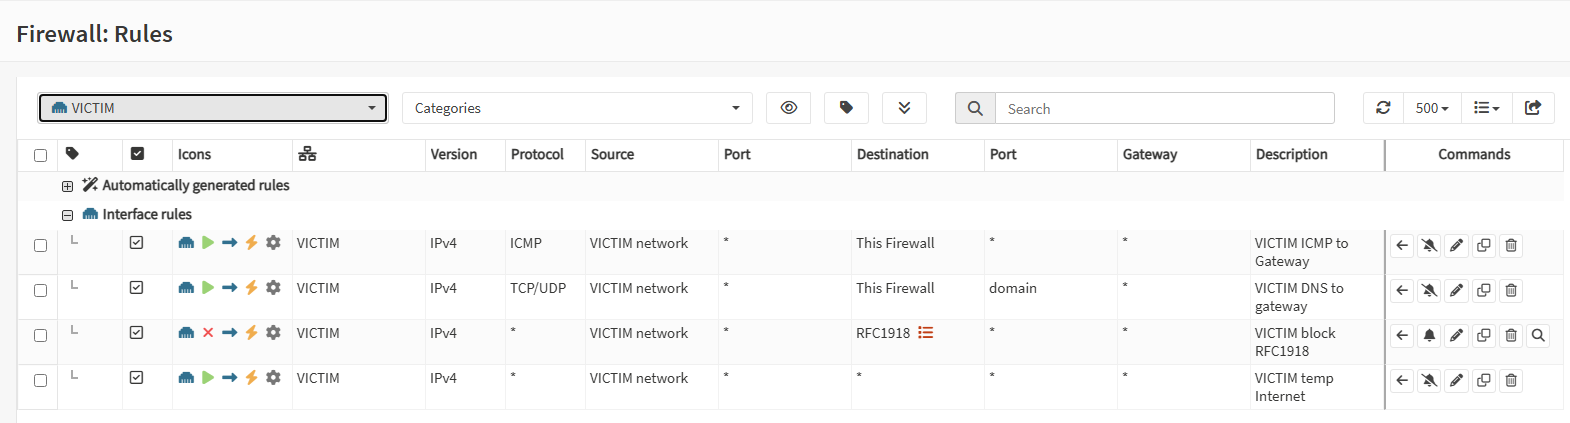 Firewall: Rules
VICTIM
Categories
Search
500
Icons Version Protocol Source Port Destination Port Gateway Description Commands
Automatically generated rules
Interface rules
VICTIM IPv4 ICMP VICTIM network * This Firewall * * VICTIM ICMP to
Gateway
VICTIM IPv4 TCP/UDP VICTIM network * This Firewall domain * VICTIM DNS to
gateway
VICTIM IPv4 * VICTIM network * RFC1918 * * VICTIM block
RFC1918
VICTIM IPv4 * VICTIM network * * * * VICTIM temp
Internet